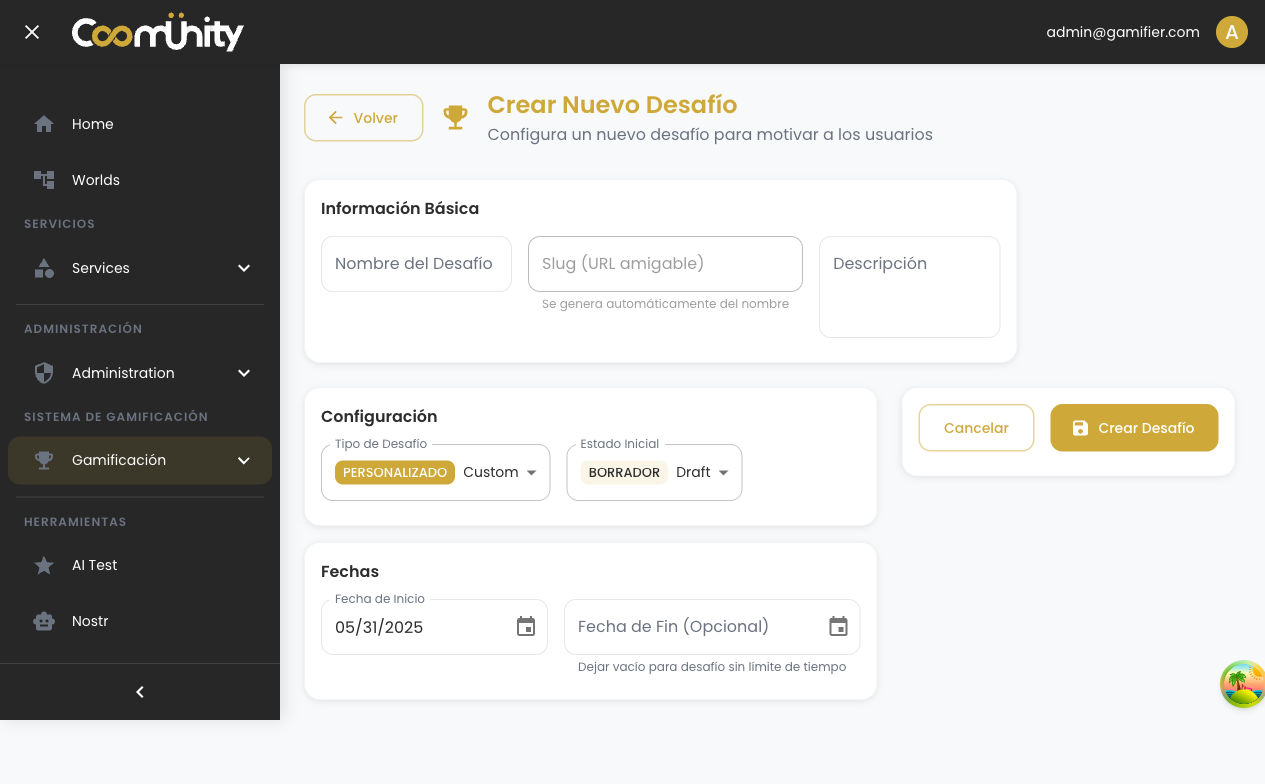 Coomünity
admin@gamifier.com
A
Home
Worlds
SERVICIOS
Services
ADMINISTRACIÓN
Administration
SISTEMA DE GAMIFICACIÓN
Gamificación
HERRAMIENTAS
AI Test
Nostr
Volver
Crear Nuevo Desafío
Configura un nuevo desafío para motivar a los usuarios
Información Básica
Nombre del Desafío
Slug (URL amigable)
Se genera automáticamente del nombre
Descripción
Configuración
Tipo de Desafío
PERSONALIZADO Custom
Estado Inicial
BORRADOR Draft
Cancelar
Crear Desafío
Fechas
Fecha de Inicio
05/31/2025
Fecha de Fin (Opcional)
Dejar vacío para desafío sin límite de tiempo